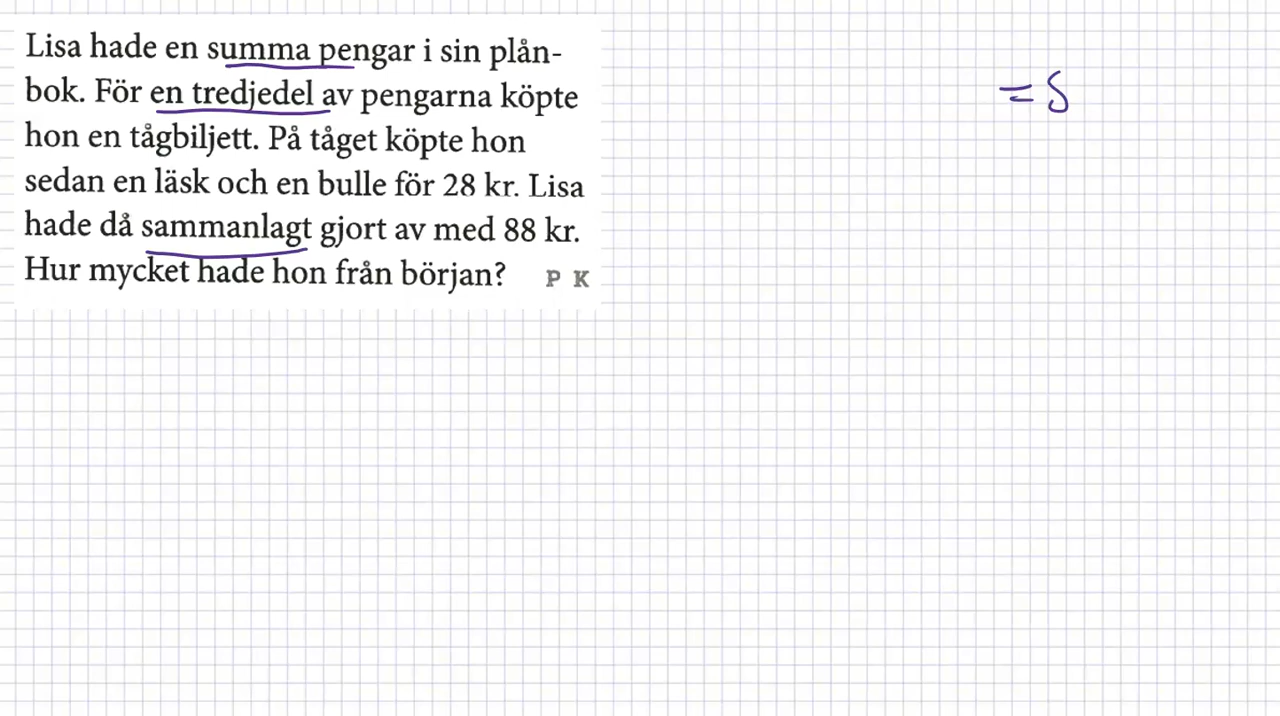 Lisa hade en summa pengar i sin plån-
bok. För en tredjedel av pengarna köpte
hon en tågbiljett. På tåget köpte hon
sedan en läsk och en bulle för 28 kr. Lisa
hade då sammanlagt gjort av med 88 kr.
Hur mycket hade hon från början? P K
= S